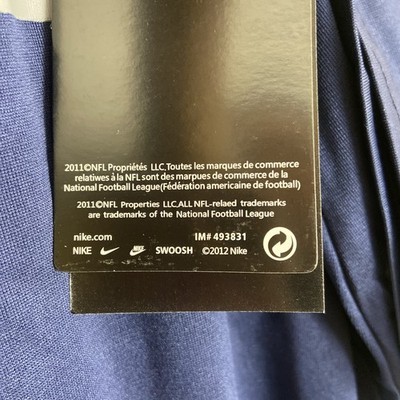 2011©NFL Propriétés LLC,Toutes les marques de commerce
relatiwes à la NFL sont des marpues de commerce de la
National Football League(Fédération americaine de football)
2011©NFL Properties LLC,ALL NFL-relaed trademarks
are trademarks of the National Football League
nike.com 1M# 493831
NIKE NIKE SWOOSH ©2012 Nike